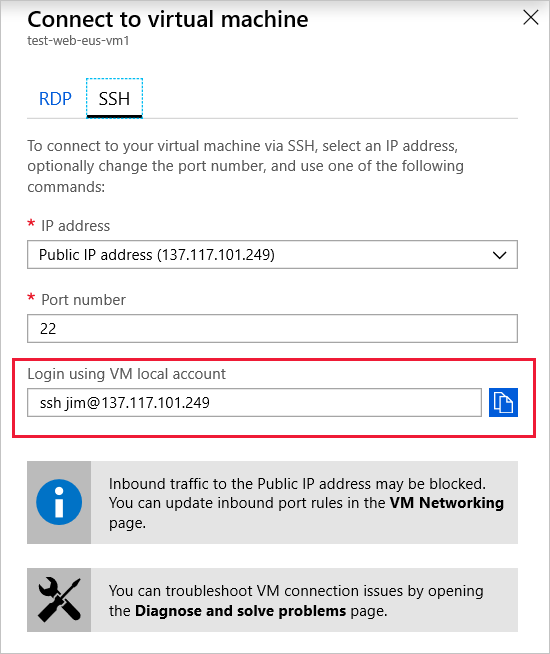 Connect to virtual machine
test-web-eus-vm1
RDP SSH
To connect to your virtual machine via SSH, select an IP address,
optionally change the port number, and use one of the following
commands:
* IP address
Public IP address (137.117.101.249)
* Port number
22
Login using VM local account
ssh jim@137.117.101.249
Inbound traffic to the Public IP address may be blocked.
You can update inbound port rules in the VM Networking
page.
You can troubleshoot VM connection issues by opening
the Diagnose and solve problems page.